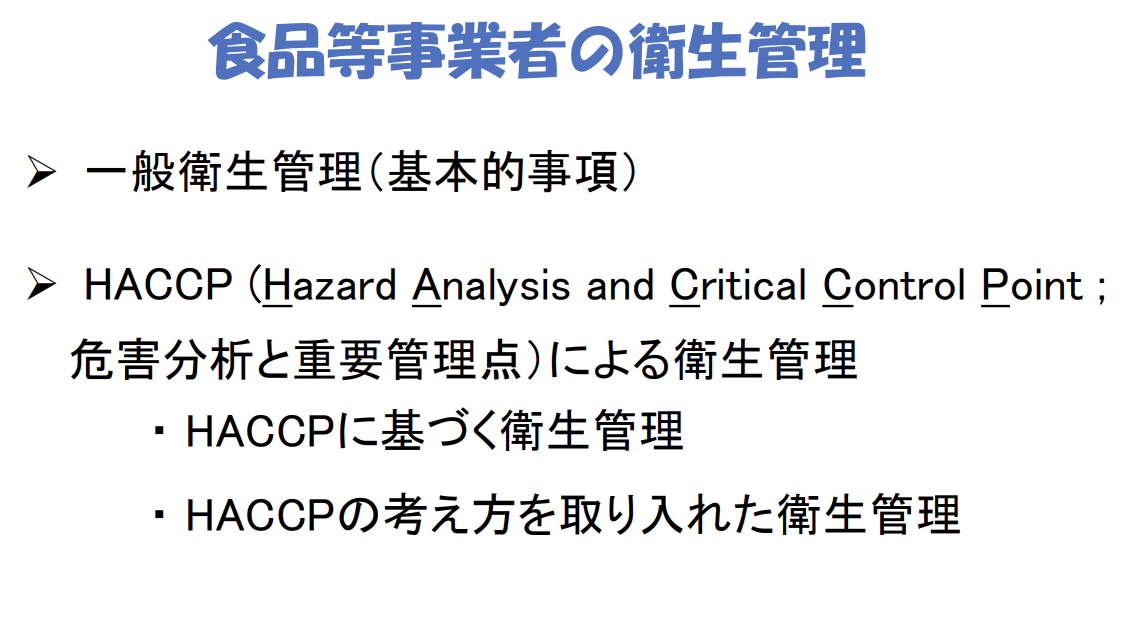 食品等事業者の衛生管理
➢ 一般衛生管理（基本的事項）
➢ HACCP（Hazard Analysis and Critical Control Point ;
危害分析と重要管理点）による衛生管理
・HACCPに基づく衛生管理
・HACCPの考え方を取り入れた衛生管理